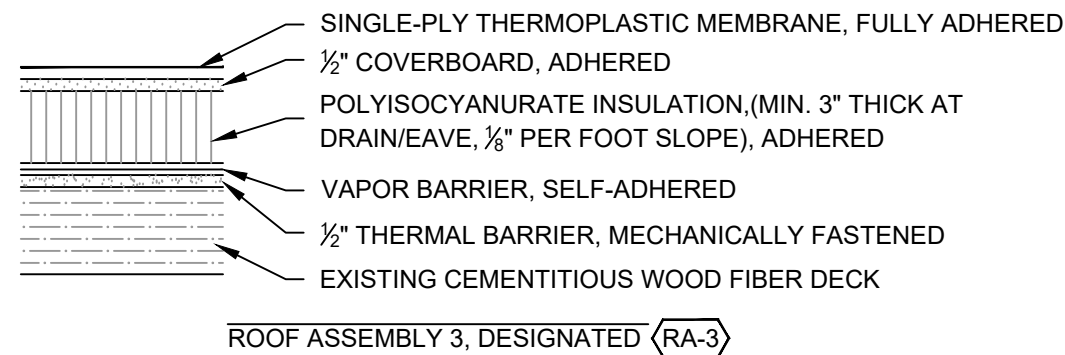 SINGLE-PLY THERMOPLASTIC MEMBRANE, FULLY ADHERED
½" COVERBOARD, ADHERED
POLYISOCYANURATE INSULATION,(MIN. 3" THICK AT
DRAIN/EAVE, ⅛" PER FOOT SLOPE), ADHERED
VAPOR BARRIER, SELF-ADHERED
½" THERMAL BARRIER, MECHANICALLY FASTENED
EXISTING CEMENTITIOUS WOOD FIBER DECK
ROOF ASSEMBLY 3, DESIGNATED RA-3